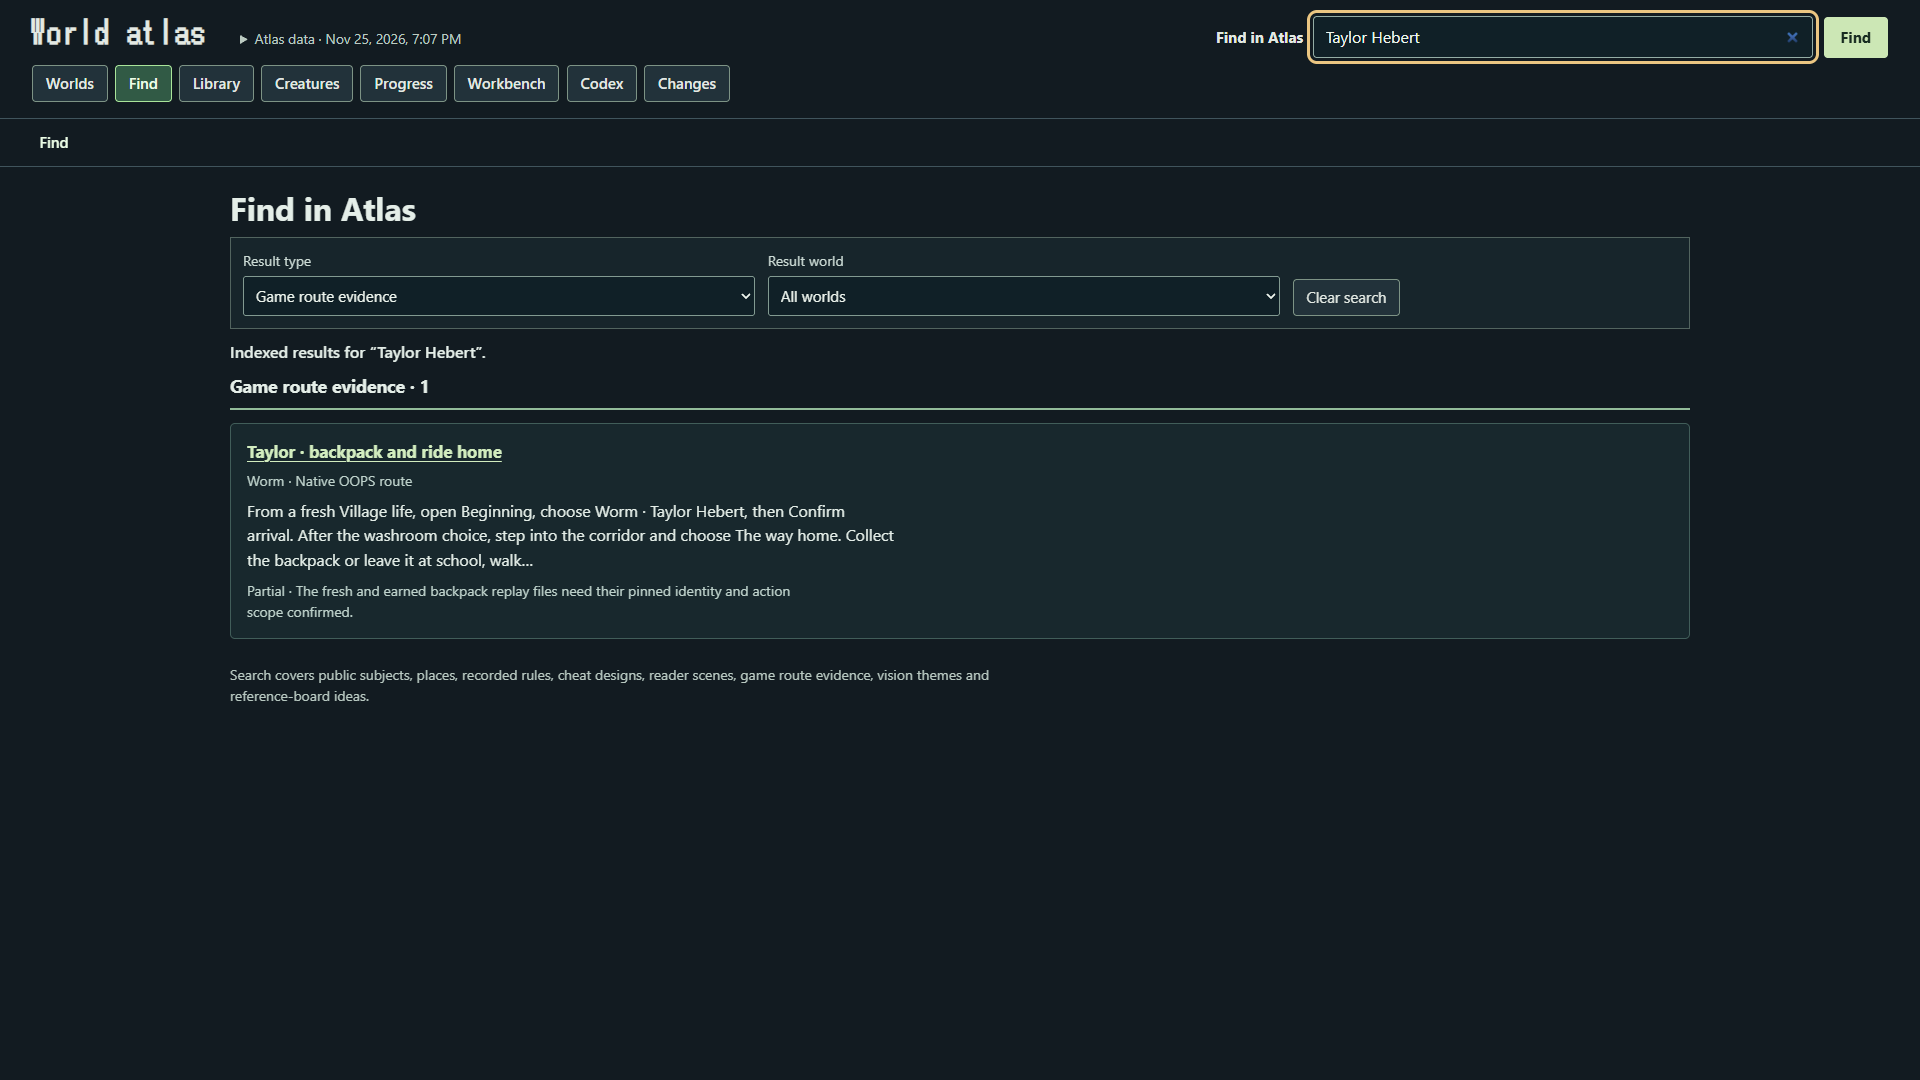 World atlas
▶ Atlas data · Nov 25, 2026, 7:07 PM
Find in Atlas
Taylor Hebert
Find
Worlds
Find
Library
Creatures
Progress
Workbench
Codex
Changes
Find
Find in Atlas
Result type
Result world
Game route evidence
All worlds
Clear search
Indexed results for “Taylor Hebert”.
Game route evidence · 1
Taylor · backpack and ride home
Worm · Native OOPS route
From a fresh Village life, open Beginning, choose Worm · Taylor Hebert, then Confirm
arrival. After the washroom choice, step into the corridor and choose The way home. Collect
the backpack or leave it at school, walk...
Partial · The fresh and earned backpack replay files need their pinned identity and action
scope confirmed.
Search covers public subjects, places, recorded rules, cheat designs, reader scenes, game route evidence, vision themes and
reference-board ideas.